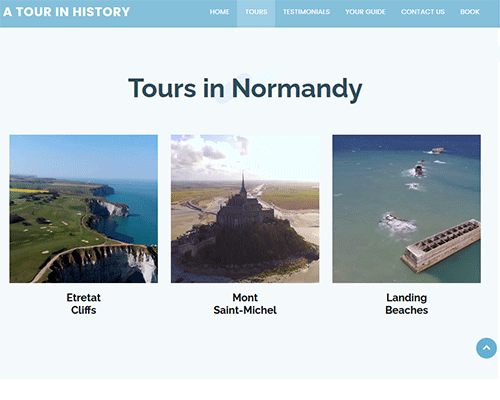 A TOUR IN HISTORY HOME TOURS TESTIMONIALS YOUR GUIDE CONTACT US BOOK
Tours in Normandy
Etretat
Cliffs
Mont
Saint-Michel
Landing
Beaches